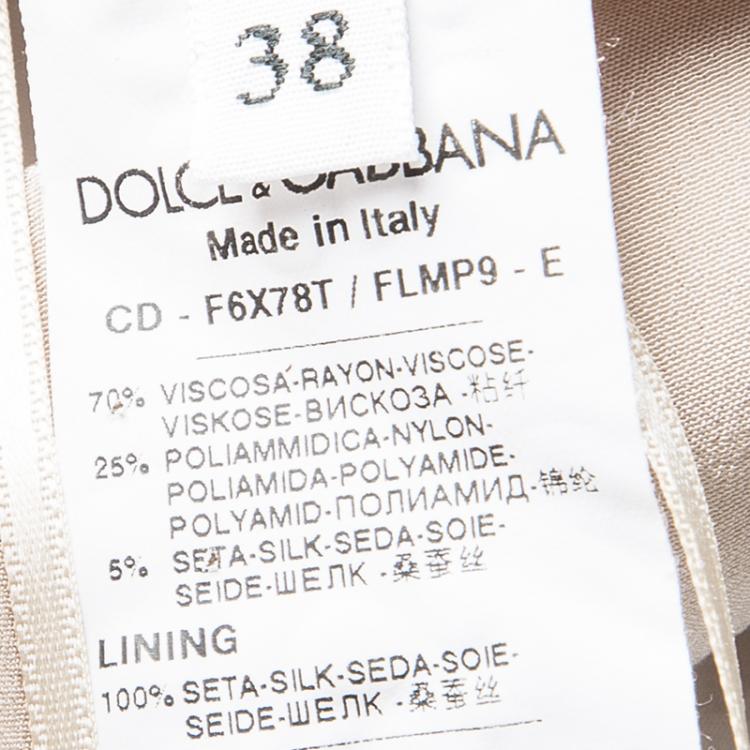 38
DOLCE & GABBANA
Made in Italy
CD - F6X78T / FLMP9 - E
70% VISCOSA-RAYON-VISCOSE-
VISKOSE-ВИСКОЗА -粘纤
25% POLIAMMIDICA-NYLON-
POLIAMIDA-POLYAMIDE-
POLYAMID-ПОЛИАМИД-锦纶
5% SETA-SILK-SEDA-SOIE-
SEIDE-ШЕЛК -桑蚕丝
LINING
100% SETA-SILK-SEDA-SOIE-
SEIDE-ШЕЛК -桑蚕丝